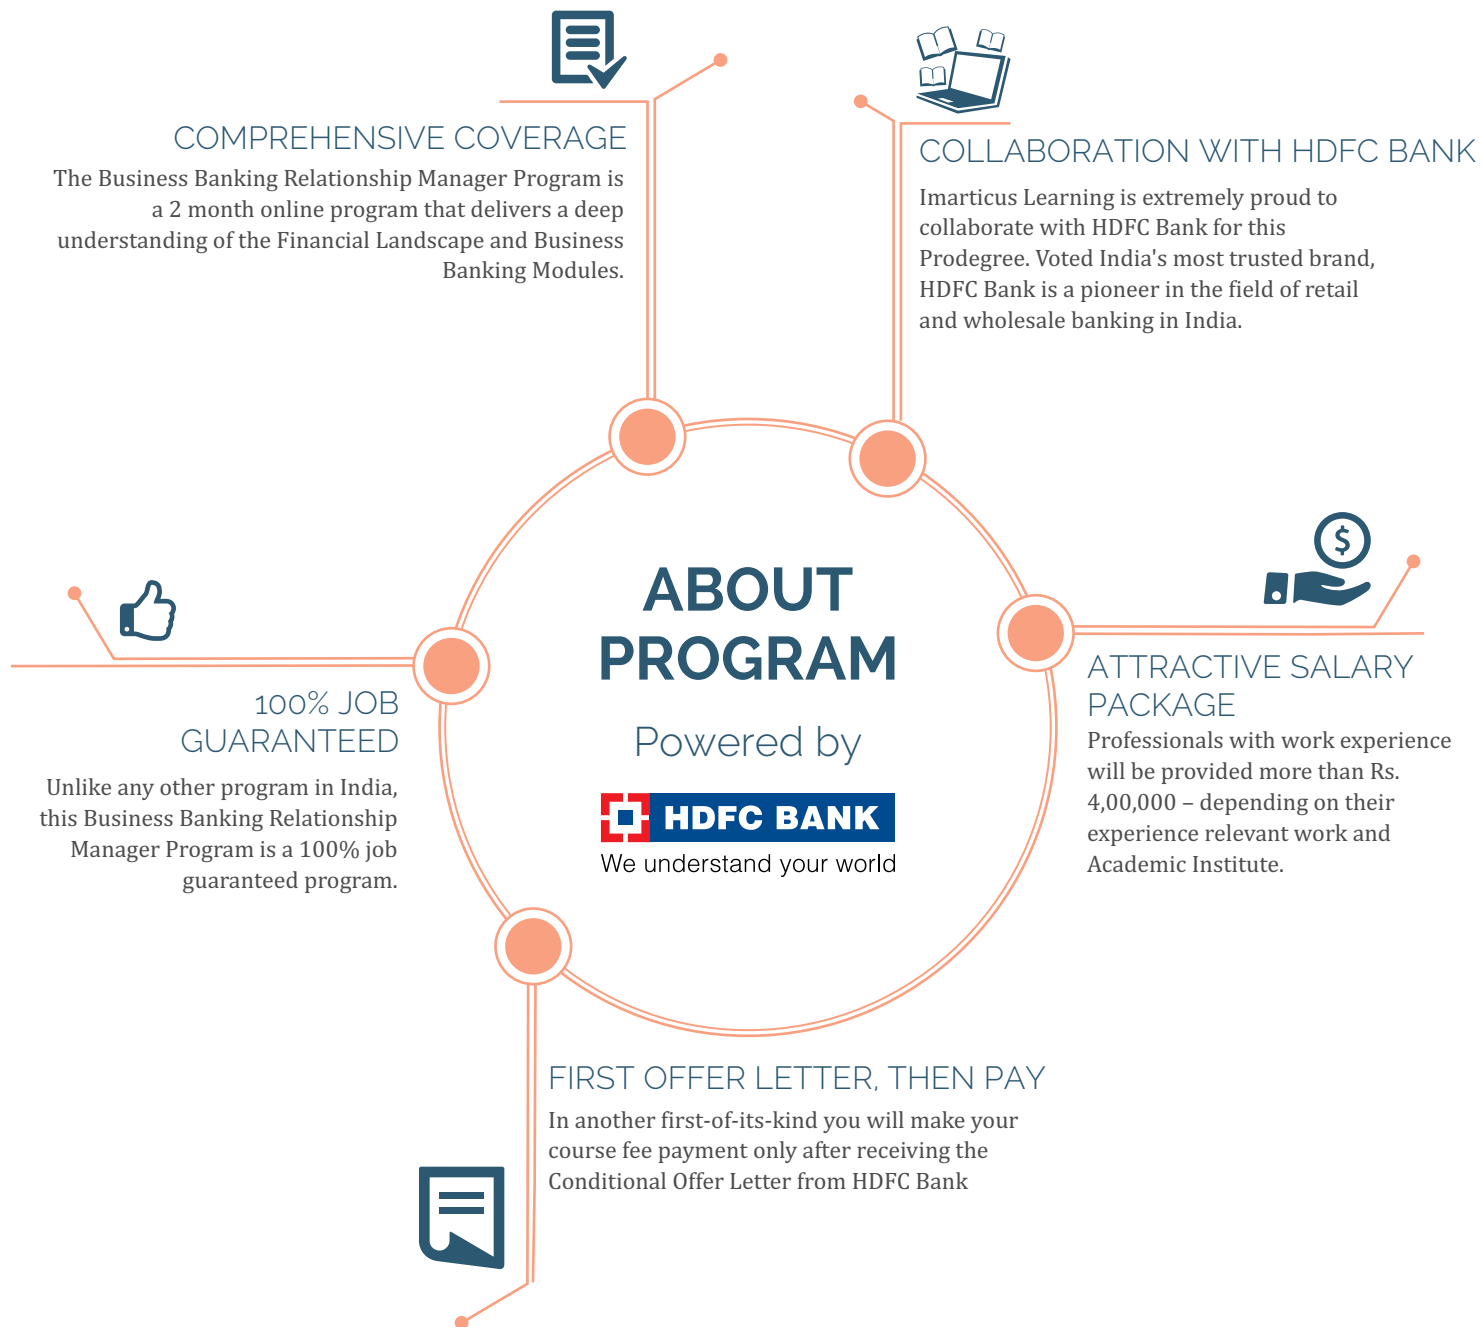 COMPREHENSIVE COVERAGE
The Business Banking Relationship Manager Program is
a 2 month online program that delivers a deep
understanding of the Financial Landscape and Business
Banking Modules.
COLLABORATION WITH HDFC BANK
Imarticus Learning is extremely proud to
collaborate with HDFC Bank for this
Prodegree. Voted India's most trusted brand,
HDFC Bank is a pioneer in the field of retail
and wholesale banking in India.
$
ABOUT
PROGRAM
Powered by
HDFC BANK
We understand your world
ATTRACTIVE SALARY
PACKAGE
Professionals with work experience
will be provided more than Rs.
4,00,000 – depending on their
experience relevant work and
Academic Institute.
100% JOB
GUARANTEED
Unlike any other program in India,
this Business Banking Relationship
Manager Program is a 100% job
guaranteed program.
FIRST OFFER LETTER, THEN PAY
In another first-of-its-kind you will make your
course fee payment only after receiving the
Conditional Offer Letter from HDFC Bank